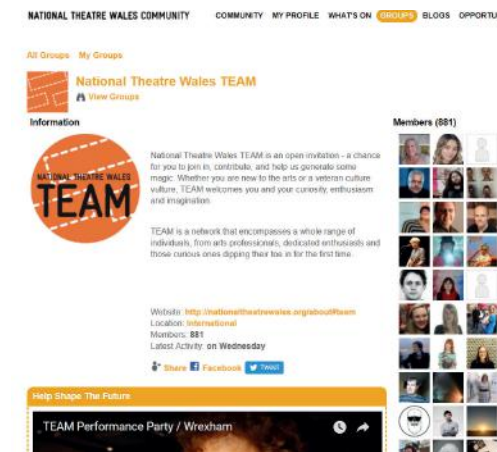 NATIONAL THEATRE WALES COMMUNITY
COMMUNITY MY PROFILE WHAT'S ON GROUPS BLOGS OPPORTU
All Groups My Groups
National Theatre Wales TEAM
View Groups
Information
Members (881)
NATIONAL THEATRE WALES
TEAM
National Theatre Wales TEAM is an open invitation - a chance
for you to join in, contribute, and help us generate some
magic. Whether you are new to the arts or a veteran culture
vulture, TEAM welcomes you and your curiosity, enthusiasm
and imagination.
TEAM is a network that encompasses a whole range of
individuals, from arts professionals, dedicated enthusiasts and
those curious ones dipping their toe in for the first time.
Website: http://nationaltheatrewales.org/about#team
Location: International
Members: 881
Latest Activity: on Wednesday
Share Facebook Tweet
Help Shape The Future
TEAM Performance Party / Wrexham